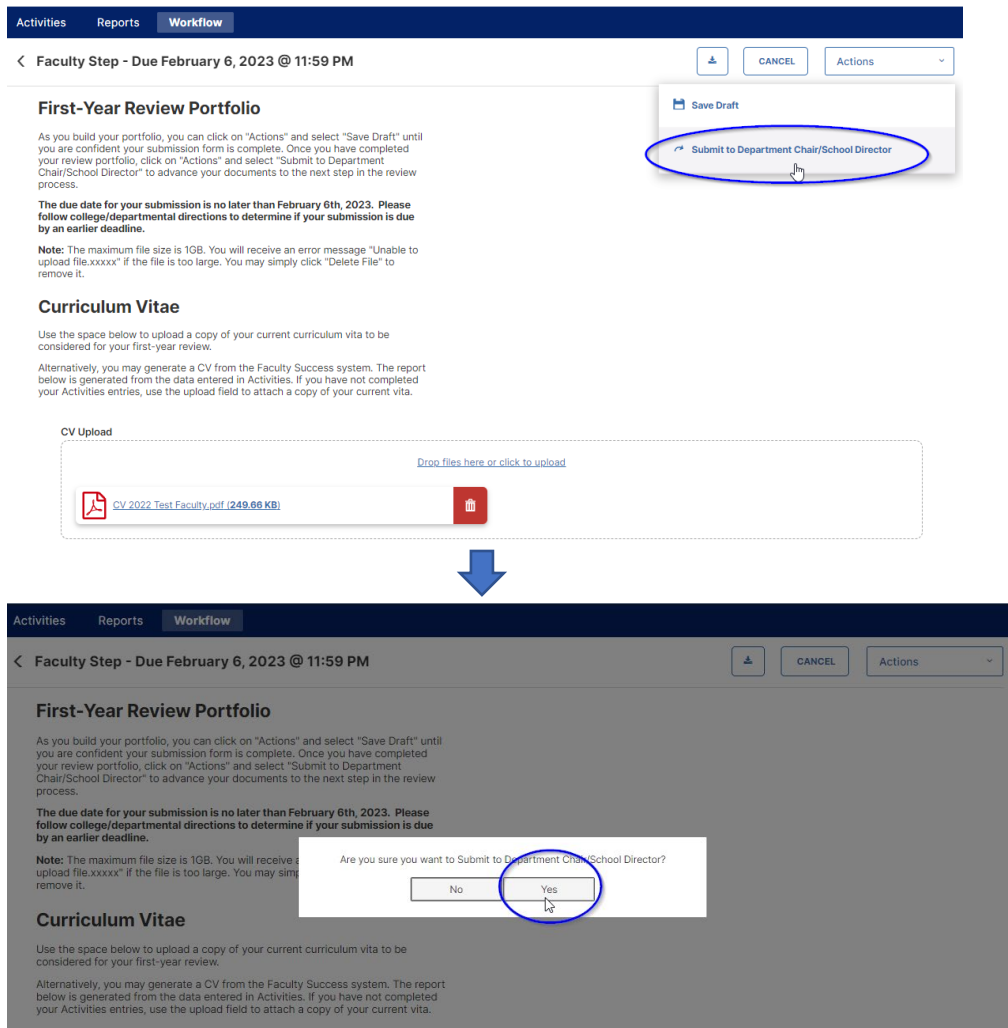 Activities Reports Workflow
Faculty Step - Due February 6, 2023 @ 11:59 PM
CANCEL
Actions
Save Draft
Submit to Department Chair/School Director
First-Year Review Portfolio
As you build your portfolio, you can click on "Actions" and select "Save Draft" until
you are confident your submission form is complete. Once you have completed
your review portfolio, click on "Actions" and select "Submit to Department
Chair/School Director" to advance your documents to the next step in the review
process.
The due date for your submission is no later than February 6th, 2023. Please
follow college/departmental directions to determine if your submission is due
by an earlier deadline.
Note: The maximum file size is 1GB. You will receive an error message "Unable to
upload file.xxxxx" if the file is too large. You may simply click "Delete File" to
remove it.
Curriculum Vitae
Use the space below to upload a copy of your current curriculum vita to be
considered for your first-year review.
Alternatively, you may generate a CV from the Faculty Success system. The report
below is generated from the data entered in Activities. If you have not completed
your Activities entries, use the upload field to attach a copy of your current vita.
CV Upload
Drop files here or click to upload
CV 2022 Test Faculty.pdf (249.66 KB)
Activities Reports Workflow
Faculty Step - Due February 6, 2023 @ 11:59 PM
CANCEL
Actions
First-Year Review Portfolio
As you build your portfolio, you can click on "Actions" and select "Save Draft" until
you are confident your submission form is complete. Once you have completed
your review portfolio, click on "Actions" and select "Submit to Department
Chair/School Director" to advance your documents to the next step in the review
process.
The due date for your submission is no later than February 6th, 2023. Please
follow college/departmental directions to determine if your submission is due
by an earlier deadline.
Note: The maximum file size is 1GB. You will receive
upload file.xxxxx" if the file is too large. You may
remove it.
Are you sure you want to Submit to Department Chair/School Director?
No
Yes
Curriculum Vitae
Use the space below to upload a copy of your current curriculum vita to be
considered for your first-year review.
Alternatively, you may generate a CV from the Faculty Success system. The report
below is generated from the data entered in Activities. If you have not completed
your Activities entries, use the upload field to attach a copy of your current vita.